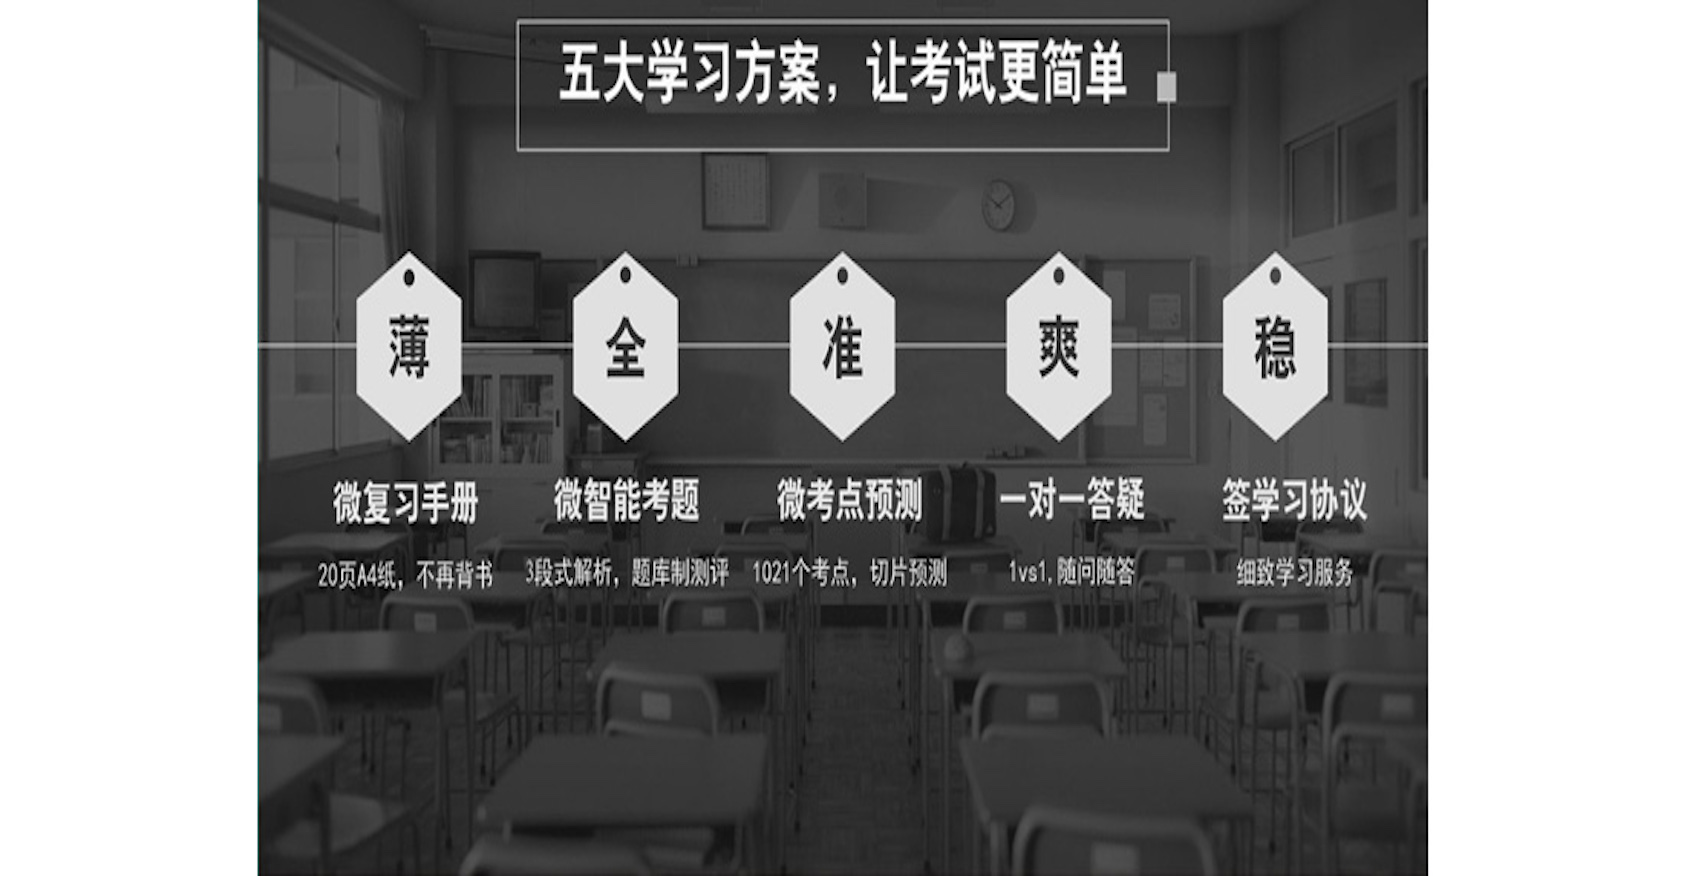 五大学习方案，让考试更简单
薄 全 准 爽 稳
微复习手册 微智能考题 微考点预测 一对一答疑 签学习协议
20页A4纸，不再背书 3段式解析，题库制测评 1021个考点，切片预测 1vs1,随问随答 细致学习服务